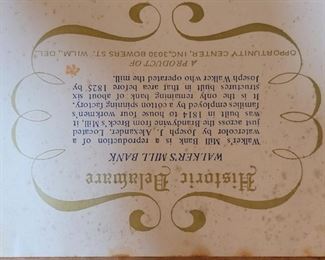 Historic Delaware
WALKER'S MILL BANK
Walker's Mill Bank is a reproduction of a
watercolor by Joseph J. Alexander. Located
just across the Brandywine from Breck's Mill, it
was built in 1814 to house four workmen's
families employed by a cotton spinning factory.
It is the only remaining bank of about six
structures built in that area before 1825 by
Joseph Walker who operated the mill.
A PRODUCT OF
OPPORTUNITY CENTER, INC., 3030 BOWERS ST., WILM., DEL.